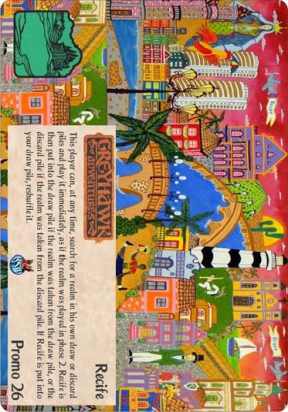 Recife
GREYHAWK
ADVENTURES
This player can, at any time, search for a realm in his own draw or discard
piles and play it immediately, as if the realm was played in phase 2. Recife is
then put into the draw pile if the realm was taken from the draw pile, or the
discard pile if the realm was taken from the discard pile. If Recife is put into
your draw pile, reshuffle it.
Promo 26